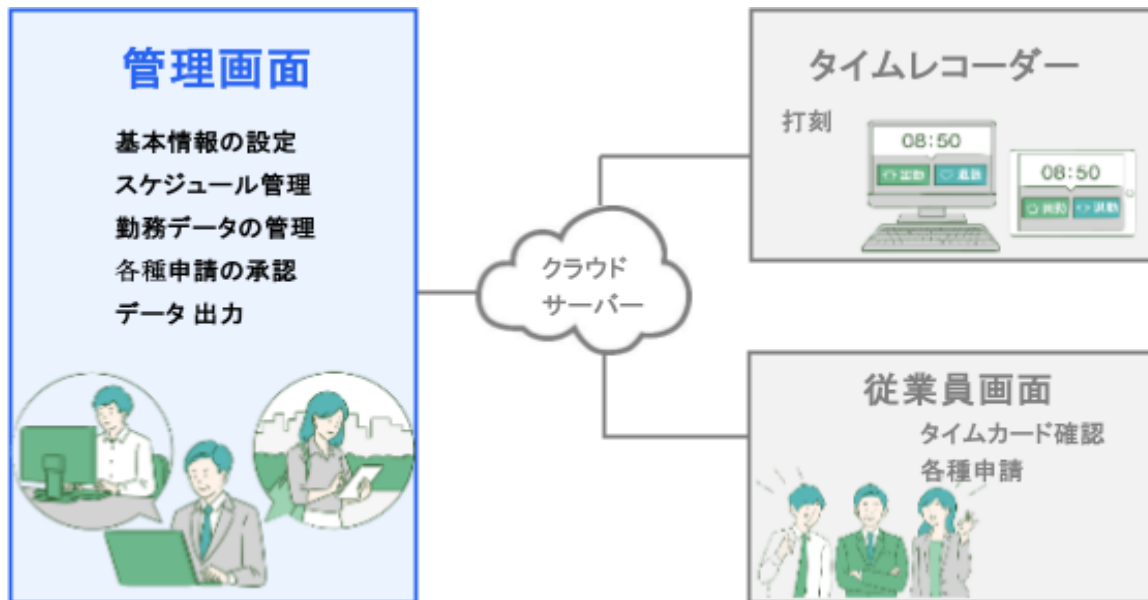 管理画面
基本情報の設定
スケジュール管理
勤務データの管理
各種申請の承認
データ 出力
クラウド
サーバー
タイムレコーダー
打刻
08:50
08:50
従業員画面
タイムカード確認
各種申請